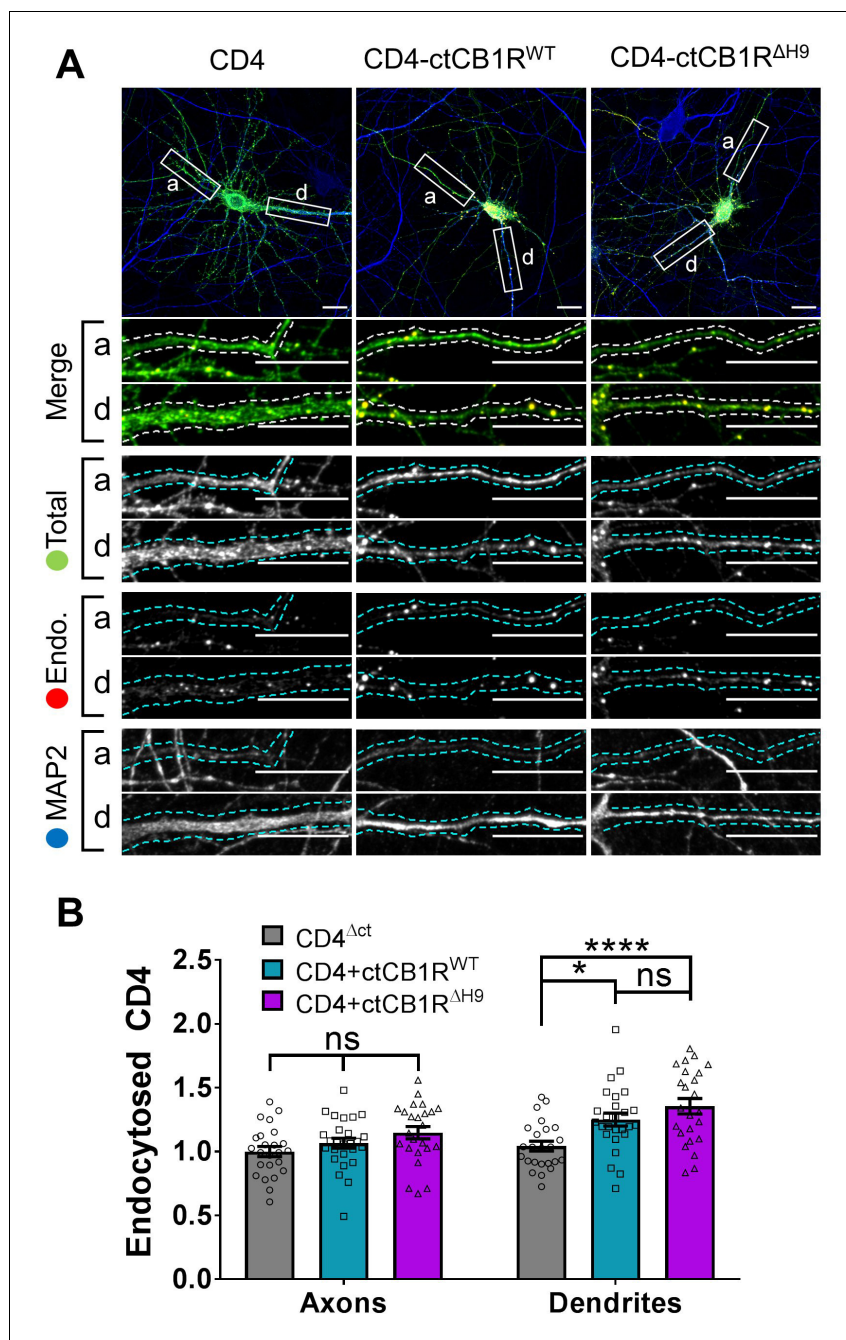 A
CD4
CD4-ctCB1R^WT
CD4-ctCB1R^ΔH9
a
d
a
d
a
d
Merge
a
d
Total
a
d
Endo.
a
d
MAP2
a
d
B
CD4^Δct
CD4+ctCB1R^WT
CD4+ctCB1R^ΔH9
Endocytosed CD4
2.5
2.0
1.5
1.0
0.5
0.0
ns
****
*
ns
Axons
Dendrites